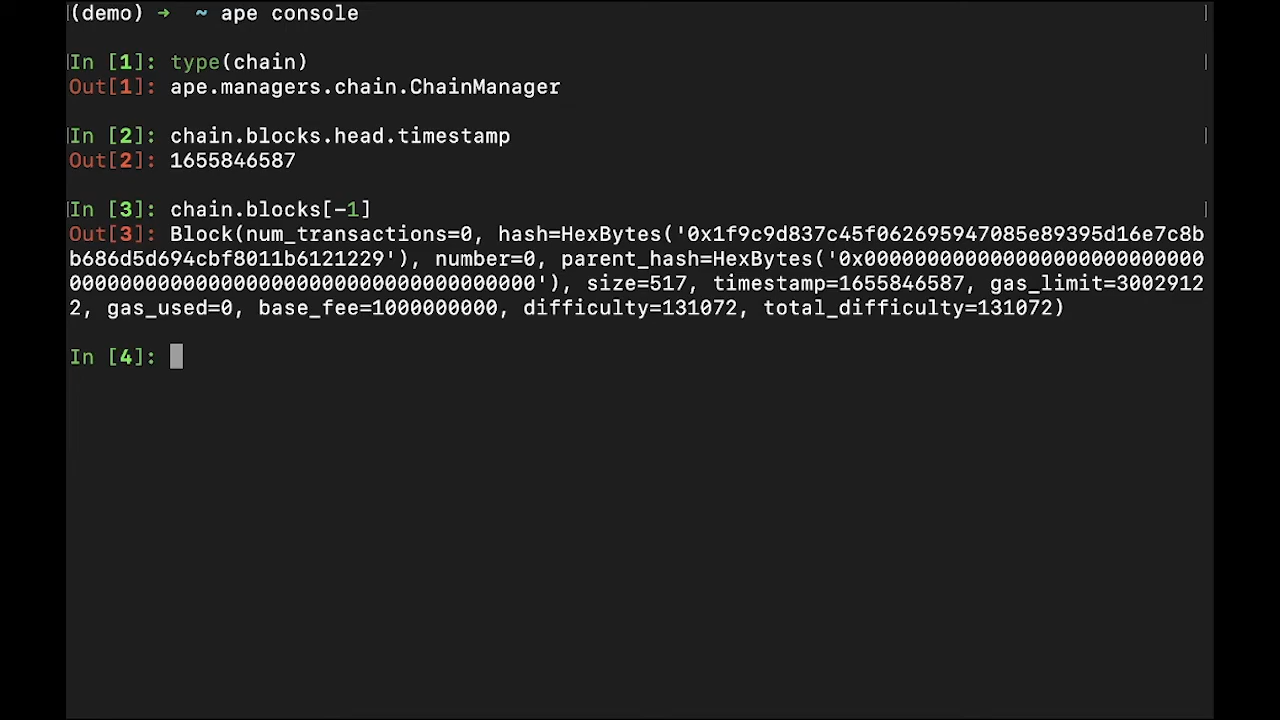 (demo) → ~ ape console
In [1]: type(chain)
Out[1]: ape.managers.chain.ChainManager
In [2]: chain.blocks.head.timestamp
Out[2]: 1655846587
In [3]: chain.blocks[-1]
Out[3]: Block(num_transactions=0, hash=HexBytes('0x1f9c9d837c45f062695947085e89395d16e7c8b
b686d5d694cbf8011b6121229'), number=0, parent_hash=HexBytes('0x000000000000000000000000000
0000000000000000000000000000000000000'), size=517, timestamp=1655846587, gas_limit=3002912
2, gas_used=0, base_fee=1000000000, difficulty=131072, total_difficulty=131072)
In [4]: